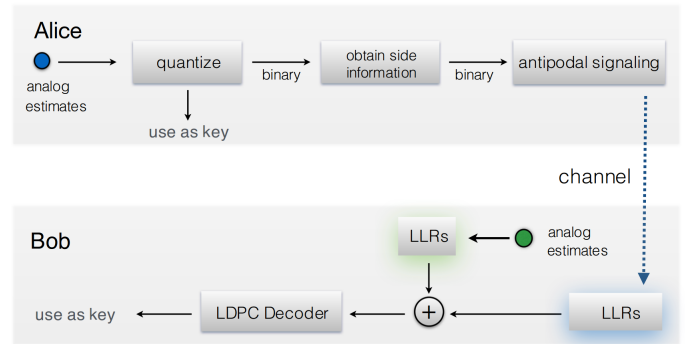 Alice
analog
estimates
quantize
binary
obtain side
information
binary
antipodal signaling
use as key
channel
Bob
LLRs
analog
estimates
use as key
LDPC Decoder
+
LLRs